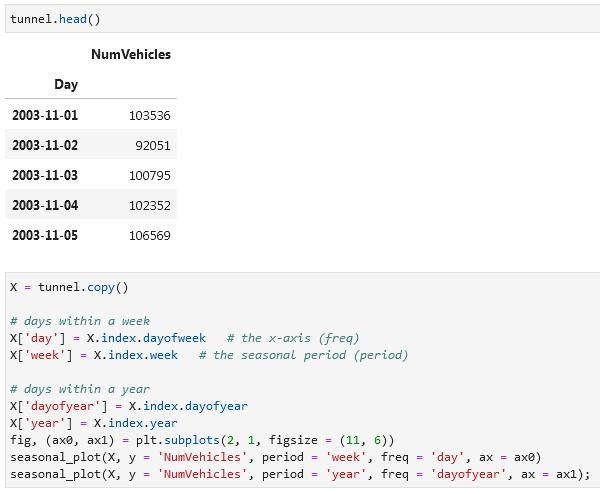 tunnel.head()
NumVehicles
Day
2003-11-01 103536
2003-11-02 92051
2003-11-03 100795
2003-11-04 102352
2003-11-05 106569
X = tunnel.copy()
# days within a week
X['day'] = X.index.dayofweek   # the x-axis (freq)
X['week'] = X.index.week   # the seasonal period (period)
# days within a year
X['dayofyear'] = X.index.dayofyear
X['year'] = X.index.year
fig, (ax0, ax1) = plt.subplots(2, 1, figsize = (11, 6))
seasonal_plot(X, y = 'NumVehicles', period = 'week', freq = 'day', ax = ax0)
seasonal_plot(X, y = 'NumVehicles', period = 'year', freq = 'dayofyear', ax = ax1);